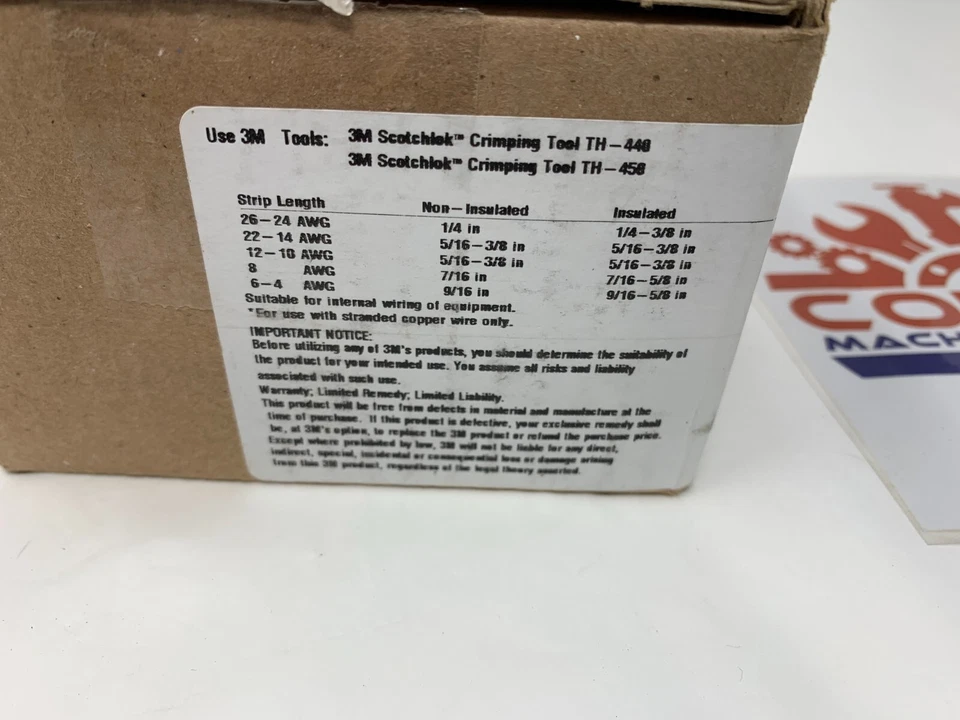 Use 3M Tools: 3M Scotchlok™ Crimping Tool TH-440
3M Scotchlok™ Crimping Tool TH-450
Strip Length Non-Insulated Insulated
26-24 AWG 1/4 in 1/4-3/8 in
22-14 AWG 5/16-3/8 in 5/16-3/8 in
12-10 AWG 5/16-3/8 in 5/16-3/8 in
8 AWG 7/16 in 7/16-5/8 in
6-4 AWG 9/16 in 9/16-5/8 in
Suitable for internal wiring of equipment.
*For use with stranded copper wire only.
IMPORTANT NOTICE:
Before utilizing any of 3M's products, you should determine the suitability of
the product for your intended use. You assume all risks and liability
associated with such use.
Warranty; Limited Remedy; Limited Liability.
This product will be free from defects in material and manufacture at the
time of purchase. If this product is defective, your exclusive remedy shall
be, at 3M's option, to replace the 3M product or refund the purchase price.
Except where prohibited by law, 3M will not be liable for any direct,
indirect, special, incidental or consequential loss or damage arising
from this 3M product, regardless of the legal theory asserted.
CO
MACH